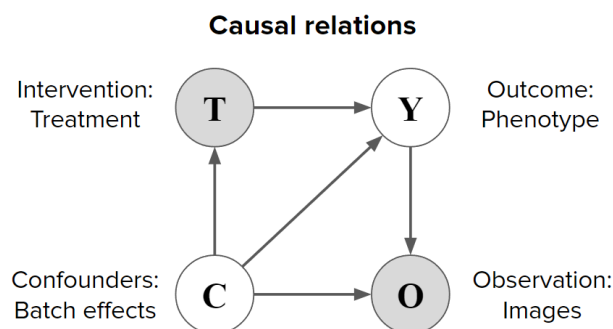 Causal relations
Intervention:
Treatment
T
Y
Outcome:
Phenotype
Confounders:
Batch effects
C
O
Observation:
Images